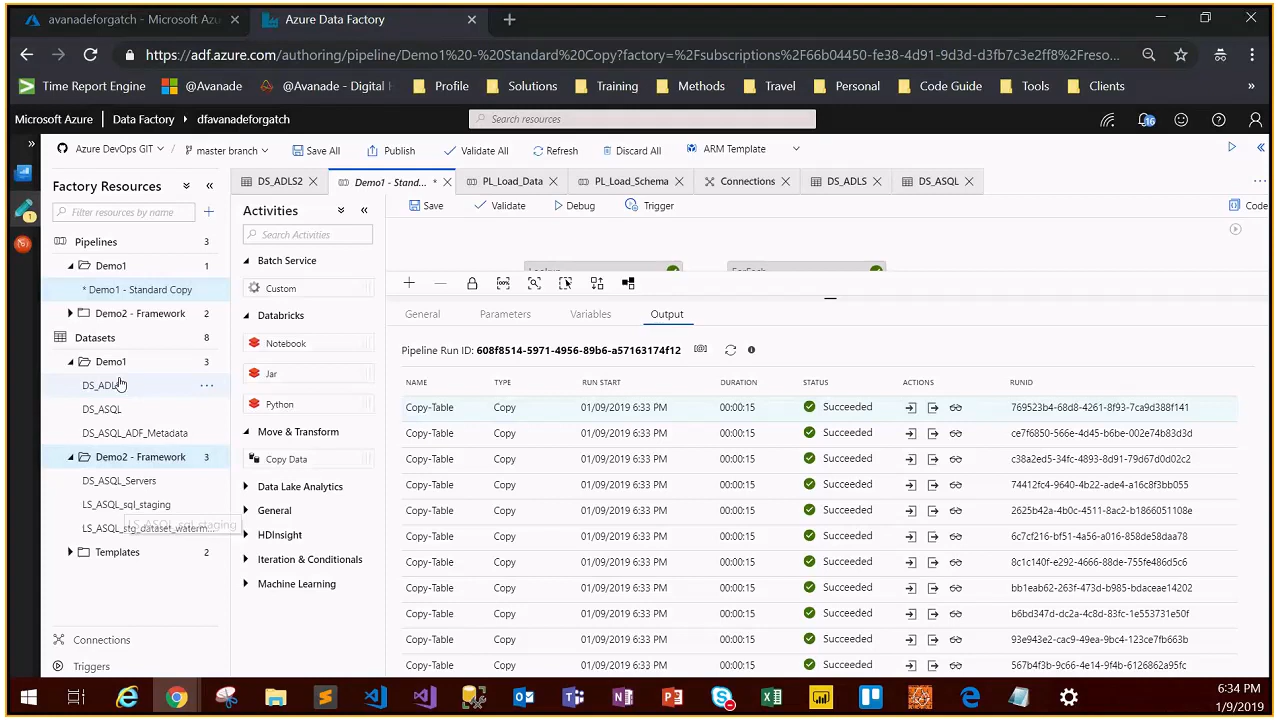 avanadeforgatch - Microsoft Azu
Azure Data Factory
https://adf.azure.com/authoring/pipeline/Demo1%20-%20Standard%20Copy?factory=%2Fsubscriptions%2F66b04450-fe38-4d91-9d3d-d3fb7c3e2ff8%2Freso...
Time Report Engine
@Avanade
@Avanade - Digital
Profile
Solutions
Training
Methods
Travel
Personal
Code Guide
Tools
Clients
Microsoft Azure
Data Factory
dfavanadeforgatch
Search resources
16
Azure DevOps GIT
master branch
Save All
Publish
Validate All
Refresh
Discard All
ARM Template
Factory Resources
DS_ADLS2
Demo1 - Stand... *
PL_Load_Data
PL_Load_Schema
Connections
DS_ADLS
DS_ASQL
Filter resources by name
Activities
Save
Validate
Debug
Trigger
Code
Search Activities
Pipelines 3
Demo1 1
* Demo1 - Standard Copy
Demo2 - Framework 2
Datasets 8
Demo1 3
DS_ADL
DS_ASQL
DS_ASQL_ADF_Metadata
Demo2 - Framework 3
DS_ASQL_Servers
LS_ASQL_sql_staging
LS_ASQL_sql_staging
LS_ASQL_stg_dataset_waterm...
Templates 2
Connections
Triggers
Batch Service
Custom
Databricks
Notebook
Jar
Python
Move & Transform
Copy Data
Data Lake Analytics
General
HDInsight
Iteration & Conditionals
Machine Learning
Lookup
ForEach
General
Parameters
Variables
Output
Pipeline Run ID: 608f8514-5971-4956-89b6-a57163174f12
NAME TYPE RUN START DURATION STATUS ACTIONS RUNID
Copy-Table Copy 01/09/2019 6:33 PM 00:00:15 Succeeded 769523b4-68d8-4261-8f93-7ca9d388f141
Copy-Table Copy 01/09/2019 6:33 PM 00:00:15 Succeeded ce7f6850-566e-4d45-b6be-002e74b83d3d
Copy-Table Copy 01/09/2019 6:33 PM 00:00:15 Succeeded c38a2ed5-34fc-4893-8d91-79d67d0d02c2
Copy-Table Copy 01/09/2019 6:33 PM 00:00:15 Succeeded 74412fc4-9640-4b22-ade4-a16c8f3bb055
Copy-Table Copy 01/09/2019 6:33 PM 00:00:15 Succeeded 2625b42a-4b0c-4511-8ac2-b1866051108e
Copy-Table Copy 01/09/2019 6:33 PM 00:00:15 Succeeded 6c7cf216-bf51-4a56-a016-858de58daa78
Copy-Table Copy 01/09/2019 6:33 PM 00:00:15 Succeeded 8c1c140f-e292-4666-88de-755fe486d5c6
Copy-Table Copy 01/09/2019 6:33 PM 00:00:15 Succeeded bb1eab62-263f-473d-b985-bdaceae14202
Copy-Table Copy 01/09/2019 6:33 PM 00:00:15 Succeeded b6bd347d-dc2a-4c8d-83fc-1e553731e50f
Copy-Table Copy 01/09/2019 6:33 PM 00:00:15 Succeeded 93e943e2-cac9-49ea-9bc4-123ce7fb663b
Copy-Table Copy 01/09/2019 6:33 PM 00:00:15 Succeeded 567b4f3b-9c66-4e14-9f4b-6126862a95fc
6:34 PM
1/9/2019